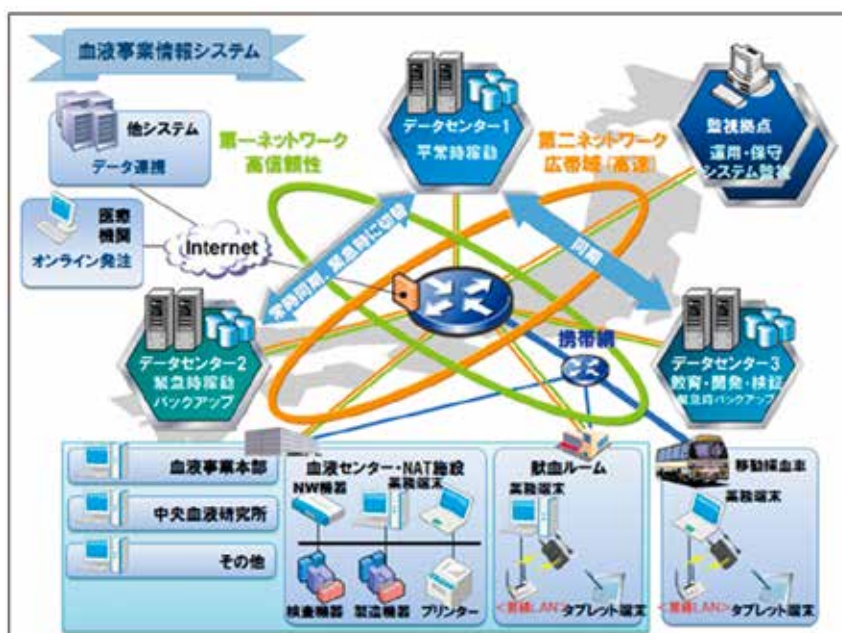 血液事業情報システム
他システム
データ連携
医療
機関
オンライン発注
Internet
第一ネットワーク
高信頼性
データセンター1
平常時稼動
第二ネットワーク
広帯域(高速)
監視拠点
運用・保守
システム監視
常時同期、緊急時に切替
同期
データセンター2
緊急時稼動
バックアップ
携帯網
データセンター3
教育・開発・検証
緊急時バックアップ
血液事業本部
中央血液研究所
その他
血液センター・NAT施設
NW機器
業務端末
検査機器
製造機器
プリンター
献血ルーム
業務端末
<無線LAN>
タブレット端末
移動採血車
業務端末
<無線LAN>
タブレット端末